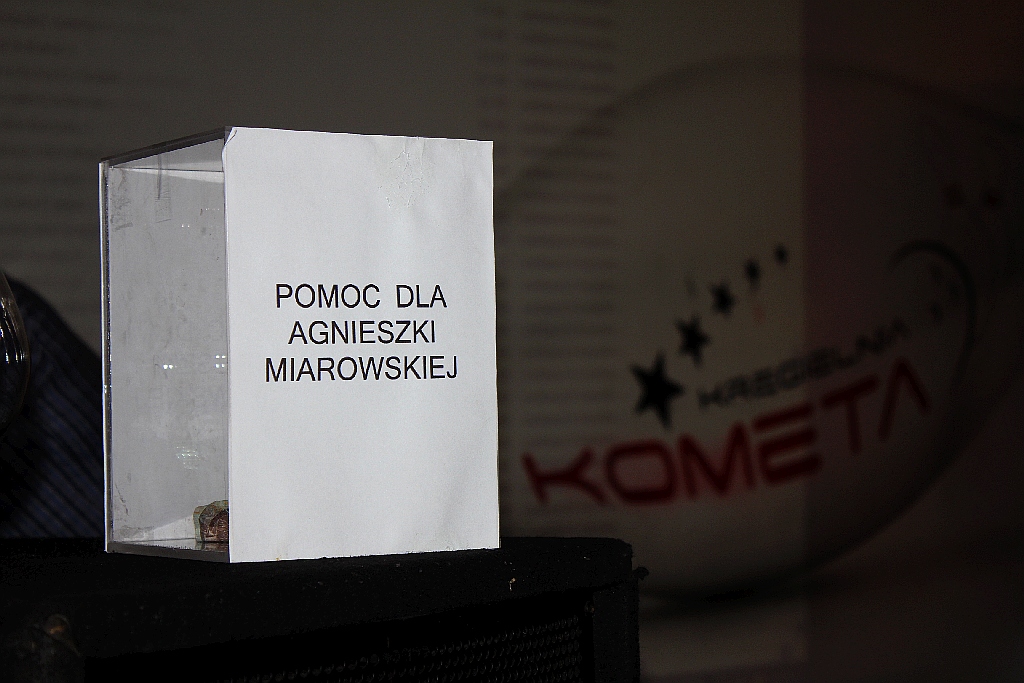 POMOC DLA
AGNIESZKI
MIAROWSKIEJ
KRĘGIELNIA
KOMETA